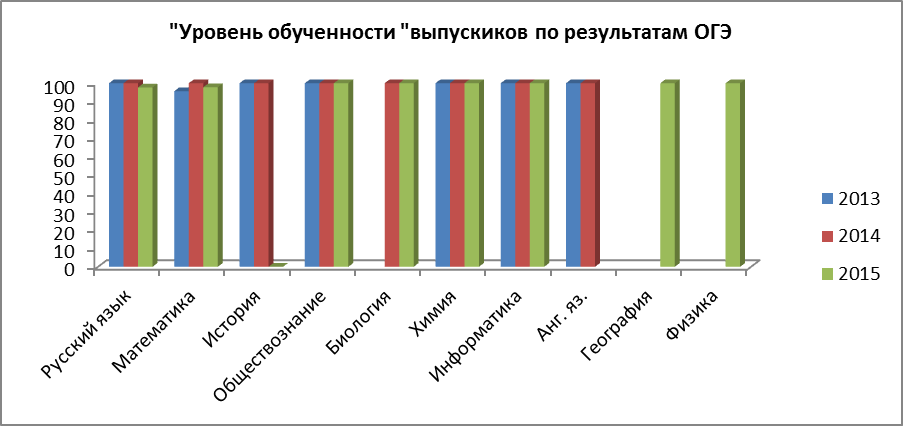 "Уровень обученности "выпускиков по результатам ОГЭ
100
90
80
70
60
50
40
30
20
10
0
Русский язык
Математика
История
Обществознание
Биология
Химия
Информатика
Анг. яз.
География
Физика
2013
2014
2015